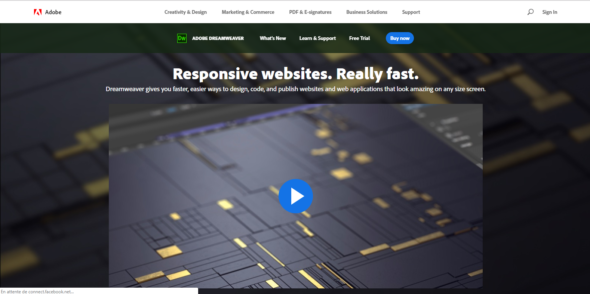 Adobe
Creativity & Design
Marketing & Commerce
PDF & E-signatures
Business Solutions
Support
Sign In
Dw
ADOBE DREAMWEAVER
What's New
Learn & Support
Free Trial
Buy now
Responsive websites. Really fast.
Dreamweaver gives you faster, easier ways to design, code, and publish websites and web applications that look amazing on any size screen.
En attente de connect.facebook.net...